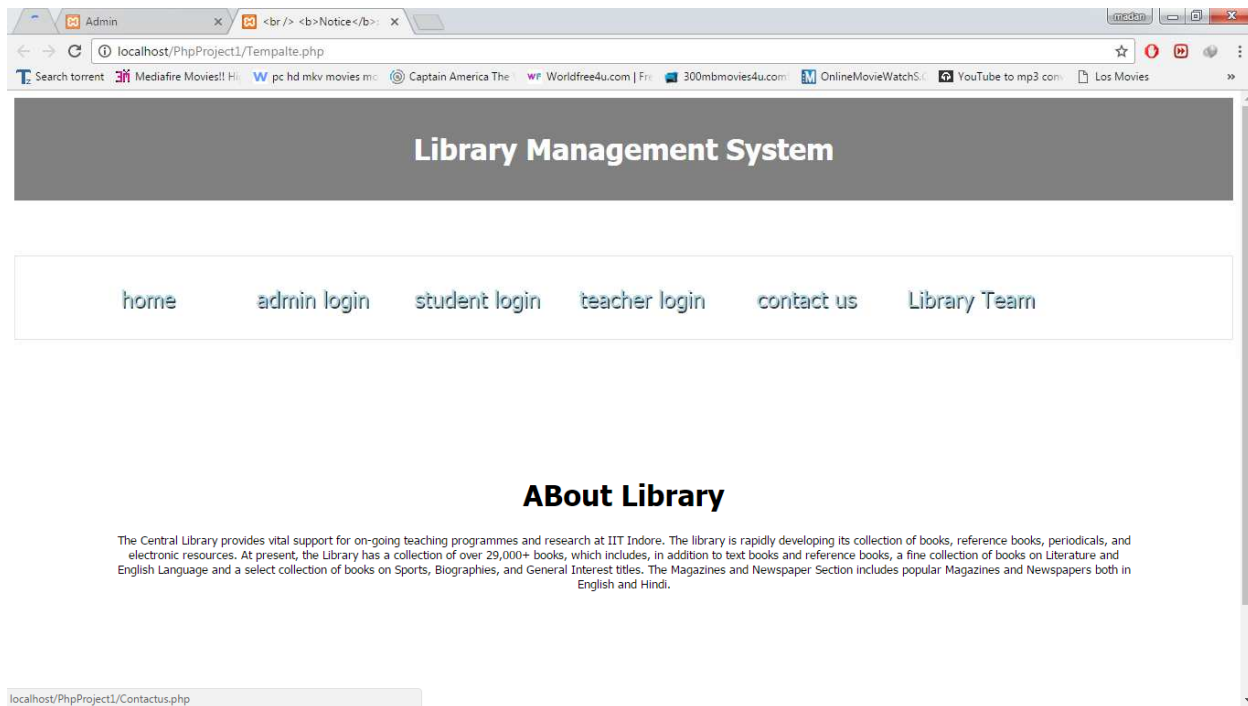 Admin
<br /> <b>Notice</b>:
madan
localhost/PhpProject1/Tempalte.php
Search torrent
Mediafire Movies!! Hi
pc hd mkv movies mo
Captain America The
Worldfree4u.com | Fr
300mbmovies4u.com
OnlineMovieWatchS.
YouTube to mp3 con
Los Movies
»
Library Management System
home admin login student login teacher login contact us Library Team
ABout Library
The Central Library provides vital support for on-going teaching programmes and research at IIT Indore. The library is rapidly developing its collection of books, reference books, periodicals, and
electronic resources. At present, the Library has a collection of over 29,000+ books, which includes, in addition to text books and reference books, a fine collection of books on Literature and
English Language and a select collection of books on Sports, Biographies, and General Interest titles. The Magazines and Newspaper Section includes popular Magazines and Newspapers both in
English and Hindi.
localhost/PhpProject1/Contactus.php